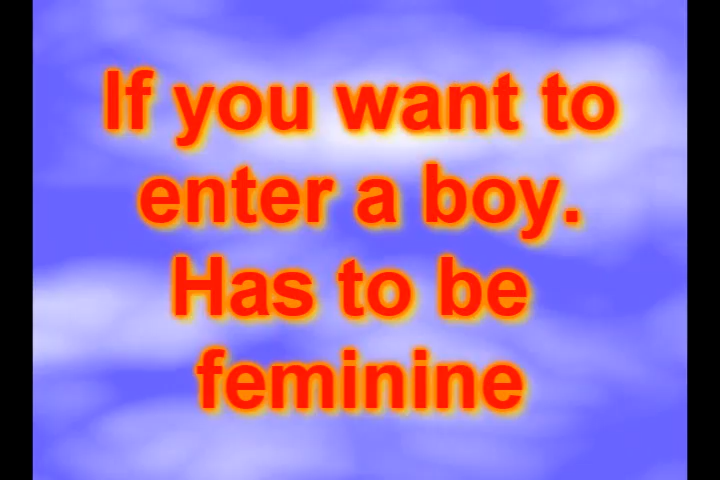 If you want to
enter a boy.
Has to be
feminine